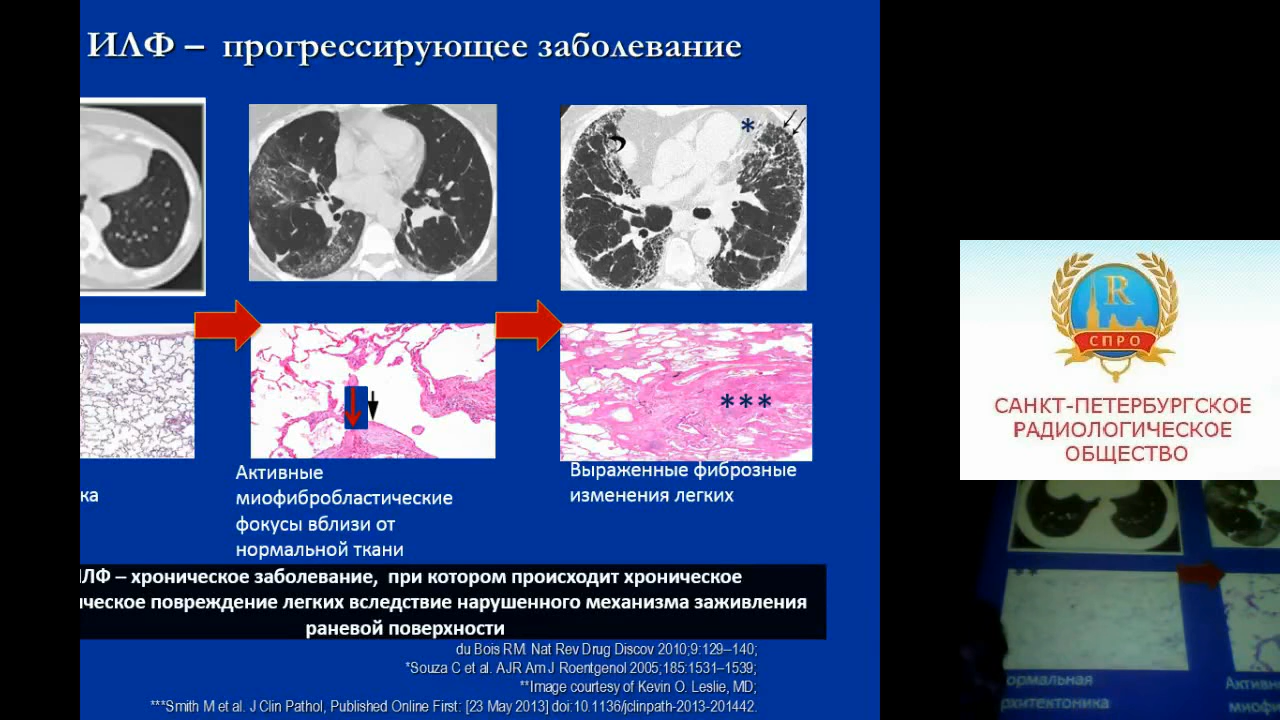 ИЛФ – прогрессирующее заболевание
*
***
ка
Активные
миофибробластические
фокусы вблизи от
нормальной ткани
Выраженные фиброзные
изменения легких
ИЛФ – хроническое заболевание, при котором происходит хроническое
ическое повреждение легких вследствие нарушенного механизма заживления
раневой поверхности
du Bois RM. Nat Rev Drug Discov 2010;9:129–140;
*Souza C et al. AJR Am J Roentgenol 2005;185:1531–1539;
**Image courtesy of Kevin O. Leslie, MD;
***Smith M et al. J Clin Pathol, Published Online First: [23 May 2013] doi:10.1136/jclinpath-2013-201442.
R
СПРО
САНКТ-ПЕТЕРБУРГСКОЕ
РАДИОЛОГИЧЕСКОЕ
ОБЩЕСТВО
**
ормальная
рхитектоника
Активн
миофи